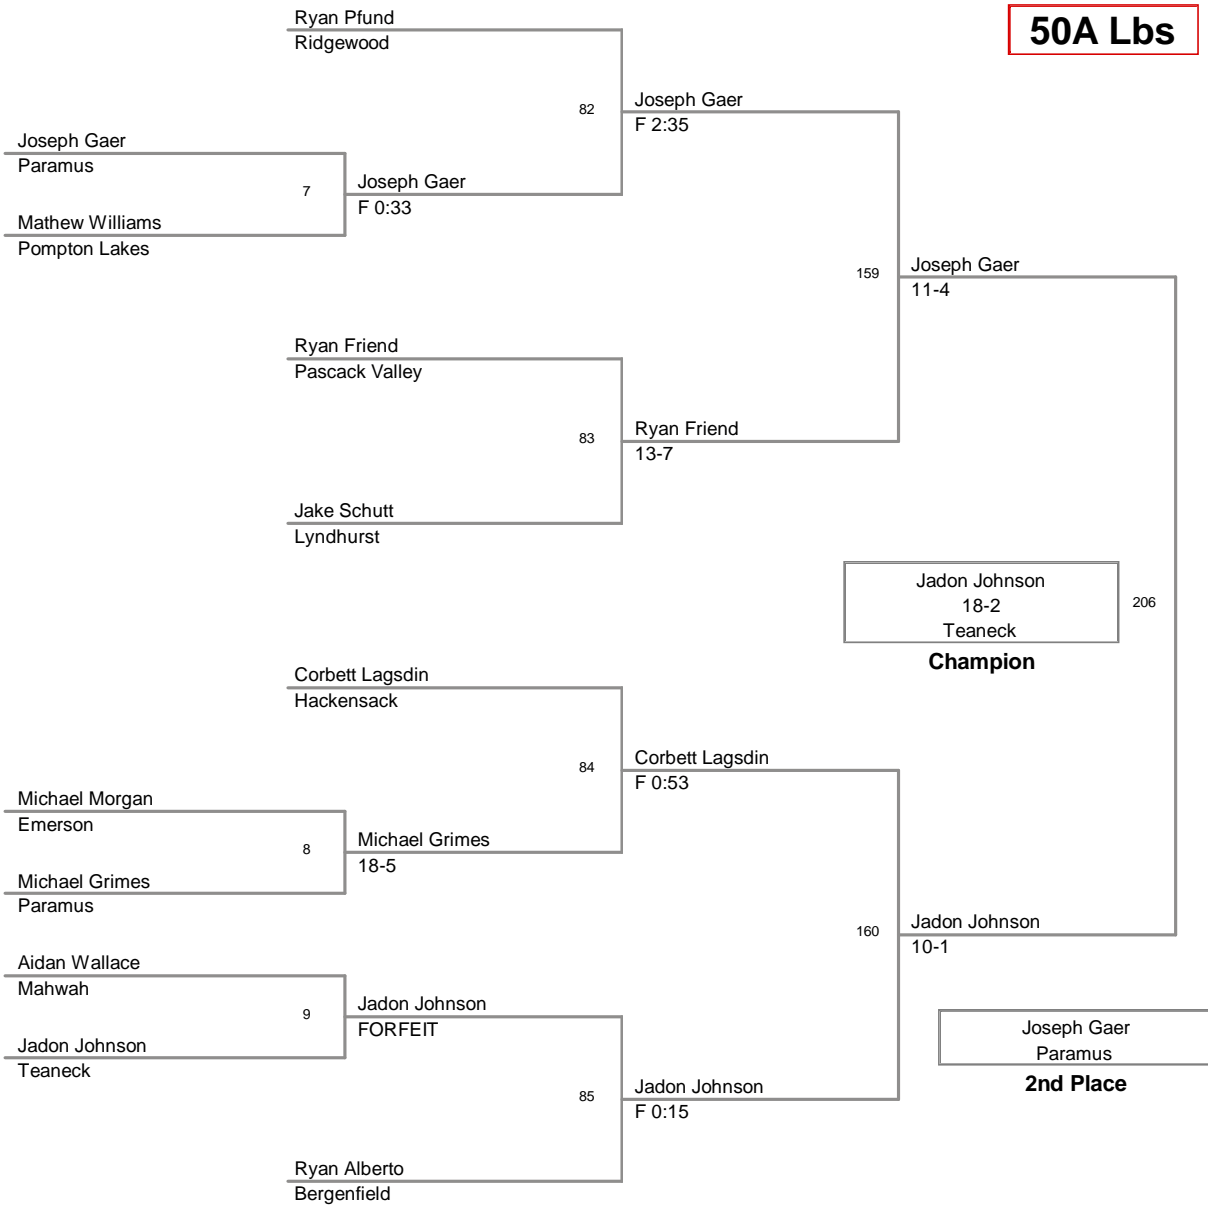 Ryan Pfund
Ridgewood
50A Lbs
82
Joseph Gaer
F 2:35
Joseph Gaer
Paramus
7
Joseph Gaer
F 0:33
Mathew Williams
Pompton Lakes
159
Joseph Gaer
11-4
Ryan Friend
Pascack Valley
83
Ryan Friend
13-7
Jake Schutt
Lyndhurst
Jadon Johnson
18-2
Teaneck
206
Champion
Corbett Lagsdin
Hackensack
84
Corbett Lagsdin
F 0:53
Michael Morgan
Emerson
8
Michael Grimes
18-5
Michael Grimes
Paramus
160
Jadon Johnson
10-1
Aidan Wallace
Mahwah
9
Jadon Johnson
FORFEIT
Jadon Johnson
Teaneck
Joseph Gaer
Paramus
2nd Place
85
Jadon Johnson
F 0:15
Ryan Alberto
Bergenfield